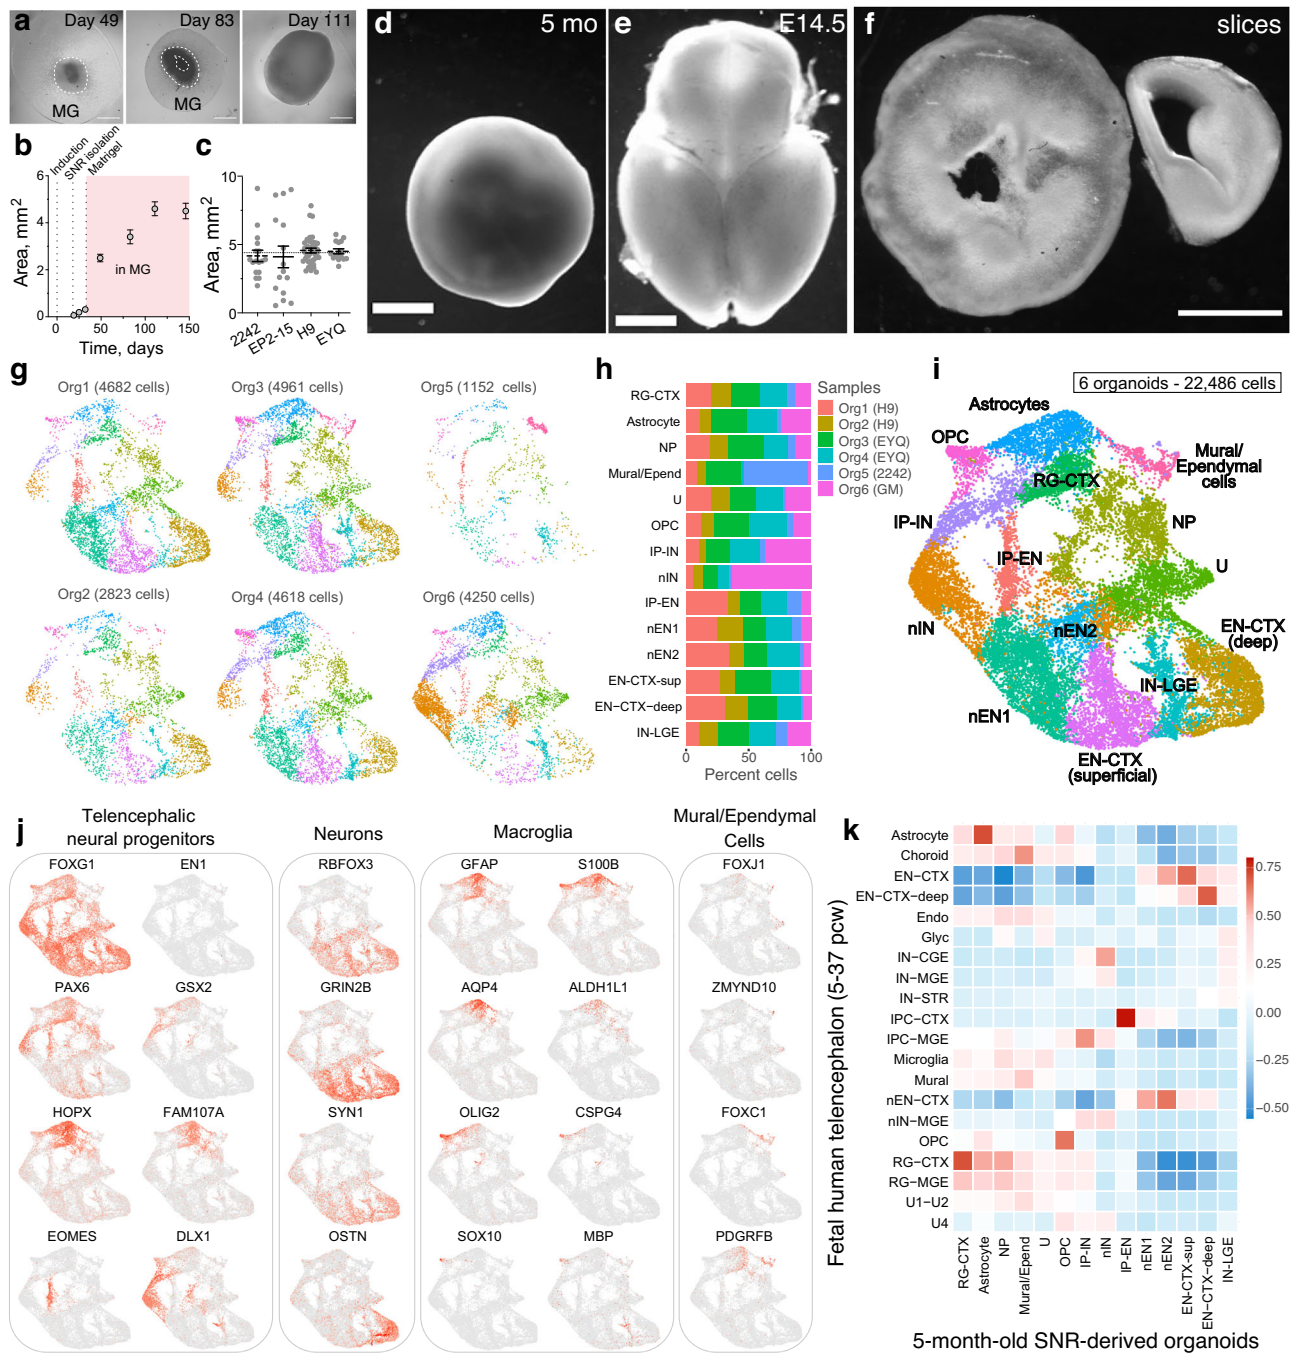 a
Day 49
Day 83
Day 111
MG
MG
b
Induction
SNR isolation
Matrigel
Area, mm²
6
4
2
0
in MG
0
50
100
150
Time, days
c
Area, mm²
10
5
0
2242
EP2-15
H9
EYQ
d
5 mo
e
E14.5
f
slices
g
Org1 (4682 cells)
Org3 (4961 cells)
Org5 (1152 cells)
Org2 (2823 cells)
Org4 (4618 cells)
Org6 (4250 cells)
h
RG-CTX
Astrocyte
NP
Mural/Epend
U
OPC
IP-IN
nIN
IP-EN
nEN1
nEN2
EN-CTX-sup
EN-CTX-deep
IN-LGE
0
50
100
Percent cells
Samples
Org1 (H9)
Org2 (H9)
Org3 (EYQ)
Org4 (EYQ)
Org5 (2242)
Org6 (GM)
i
6 organoids - 22,486 cells
Astrocytes
OPC
Mural/
Ependymal
cells
RG-CTX
IP-IN
NP
IP-EN
U
nIN
nEN2
EN-CTX
(deep)
IN-LGE
nEN1
EN-CTX
(superficial)
j
Telencephalic
neural progenitors
Neurons
Macroglia
Mural/Ependymal
Cells
FOXG1
EN1
RBFOX3
GFAP
S100B
FOXJ1
PAX6
GSX2
GRIN2B
AQP4
ALDH1L1
ZMYND10
HOPX
FAM107A
SYN1
OLIG2
CSPG4
FOXC1
EOMES
DLX1
OSTN
SOX10
MBP
PDGRFB
k
Fetal human telencephalon (5-37 pcw)
Astrocyte
Choroid
EN-CTX
EN-CTX-deep
Endo
Glyc
IN-CGE
IN-MGE
IN-STR
IPC-CTX
IPC-MGE
Microglia
Mural
nEN-CTX
nIN-MGE
OPC
RG-CTX
RG-MGE
U1-U2
U4
0.75
0.50
0.25
0.00
−0.25
−0.50
RG-CTX
Astrocyte
NP
Mural/Epend
U
OPC
IP-IN
nIN
IP-EN
nEN1
nEN2
EN-CTX-sup
EN-CTX-deep
IN-LGE
5-month-old SNR-derived organoids